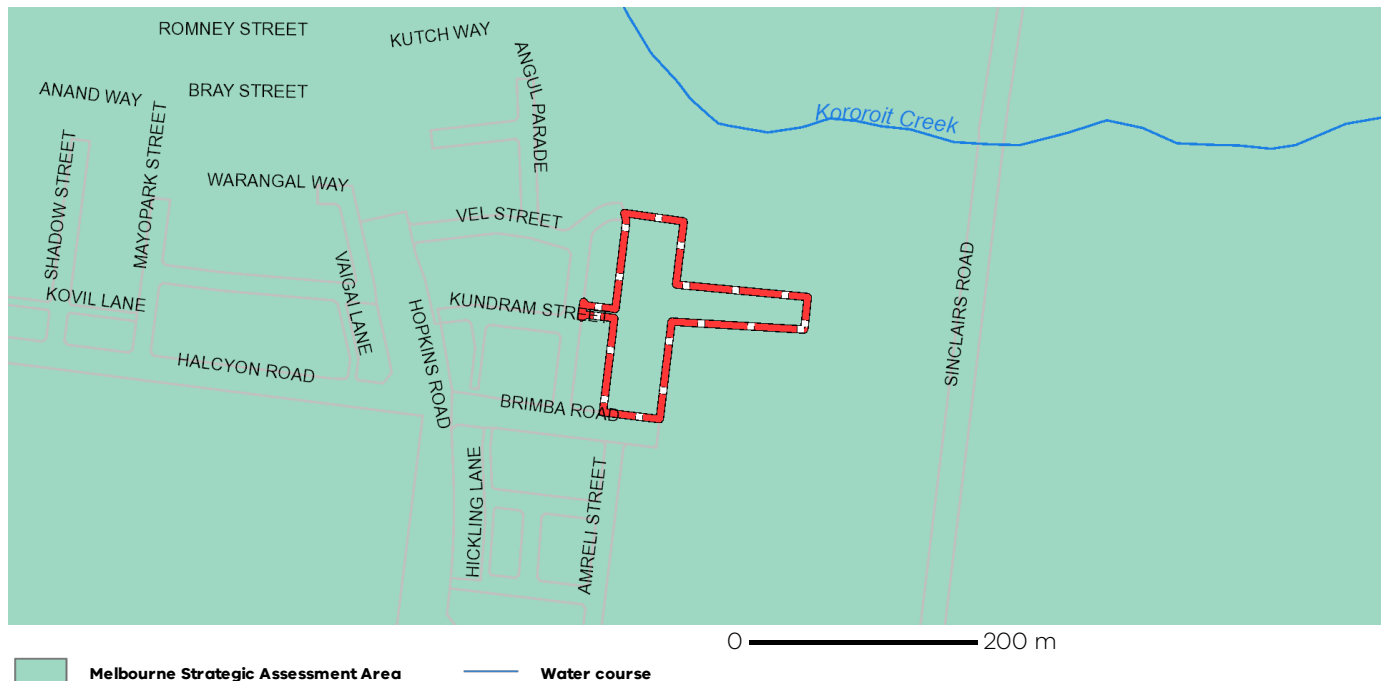 ROMNEY STREET
KUTCH WAY
ANGUL PARADE
ANAND WAY
BRAY STREET
MAYOPARK STREET
SHADOW STREET
Kororoit Creek
WARANGAL WAY
VEL STREET
VAIGAI LANE
SINCLAIRS ROAD
KOVIL LANE
HOPKINS ROAD
KUNDRAM STREET
HALCYON ROAD
BRIMBA ROAD
HICKLING LANE
AMRELI STREET
0 200 m
Melbourne Strategic Assessment Area Water course